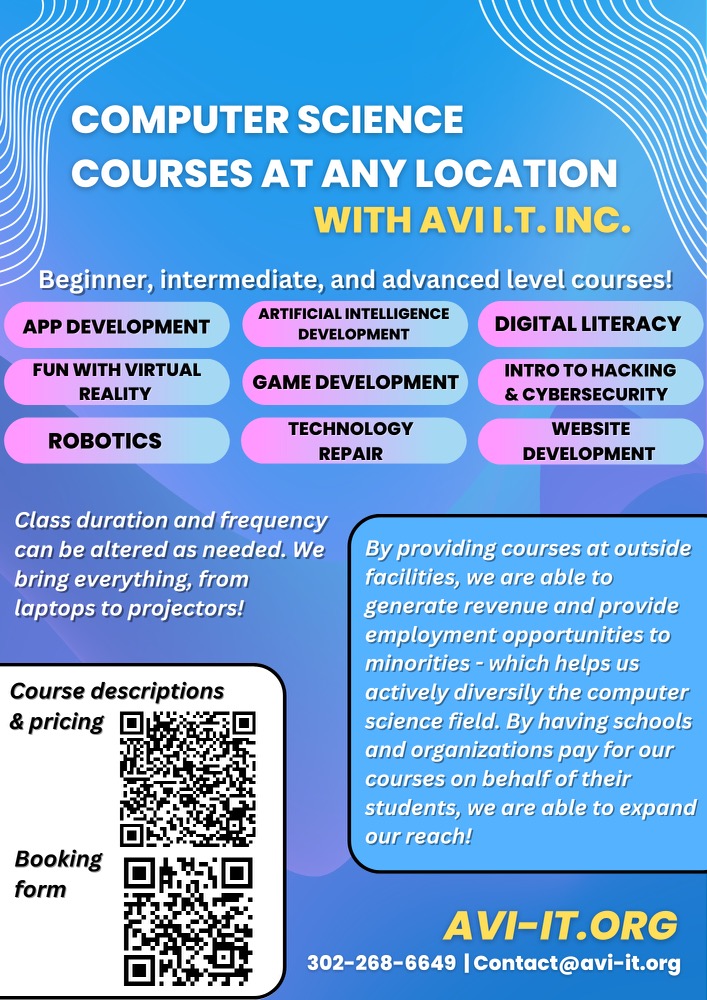 COMPUTER SCIENCE
COURSES AT ANY LOCATION
WITH AVI I.T. INC.
Beginner, intermediate, and advanced level courses!
APP DEVELOPMENT
ARTIFICIAL INTELLIGENCE
DEVELOPMENT
DIGITAL LITERACY
FUN WITH VIRTUAL
REALITY
GAME DEVELOPMENT
INTRO TO HACKING
& CYBERSECURITY
ROBOTICS
TECHNOLOGY
REPAIR
WEBSITE
DEVELOPMENT
Class duration and frequency
can be altered as needed. We
bring everything, from
laptops to projectors!
By providing courses at outside
facilities, we are able to
generate revenue and provide
employment opportunities to
minorities - which helps us
actively diversily the computer
science field. By having schools
and organizations pay for our
courses on behalf of their
students, we are able to expand
our reach!
Course descriptions
& pricing
Booking
form
AVI-IT.ORG
302-268-6649 | Contact@avi-it.org